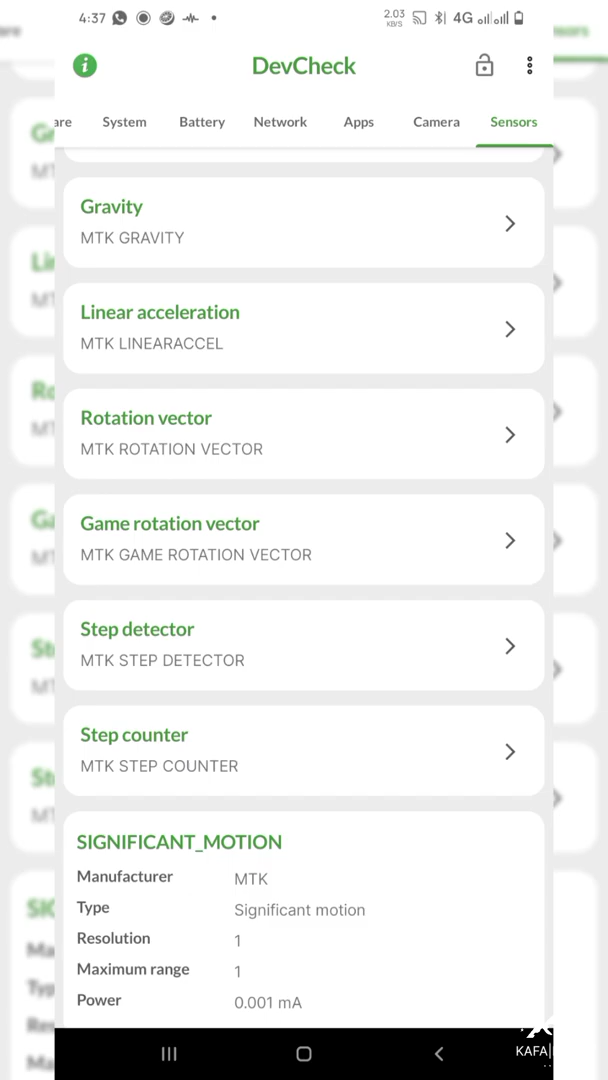 4:37
2.03
KB/S
4G
DevCheck
are System Battery Network Apps Camera Sensors
Gravity
MTK GRAVITY
Linear acceleration
MTK LINEARACCEL
Rotation vector
MTK ROTATION VECTOR
Game rotation vector
MTK GAME ROTATION VECTOR
Step detector
MTK STEP DETECTOR
Step counter
MTK STEP COUNTER
SIGNIFICANT_MOTION
Manufacturer MTK
Type Significant motion
Resolution 1
Maximum range 1
Power 0.001 mA
KAFA